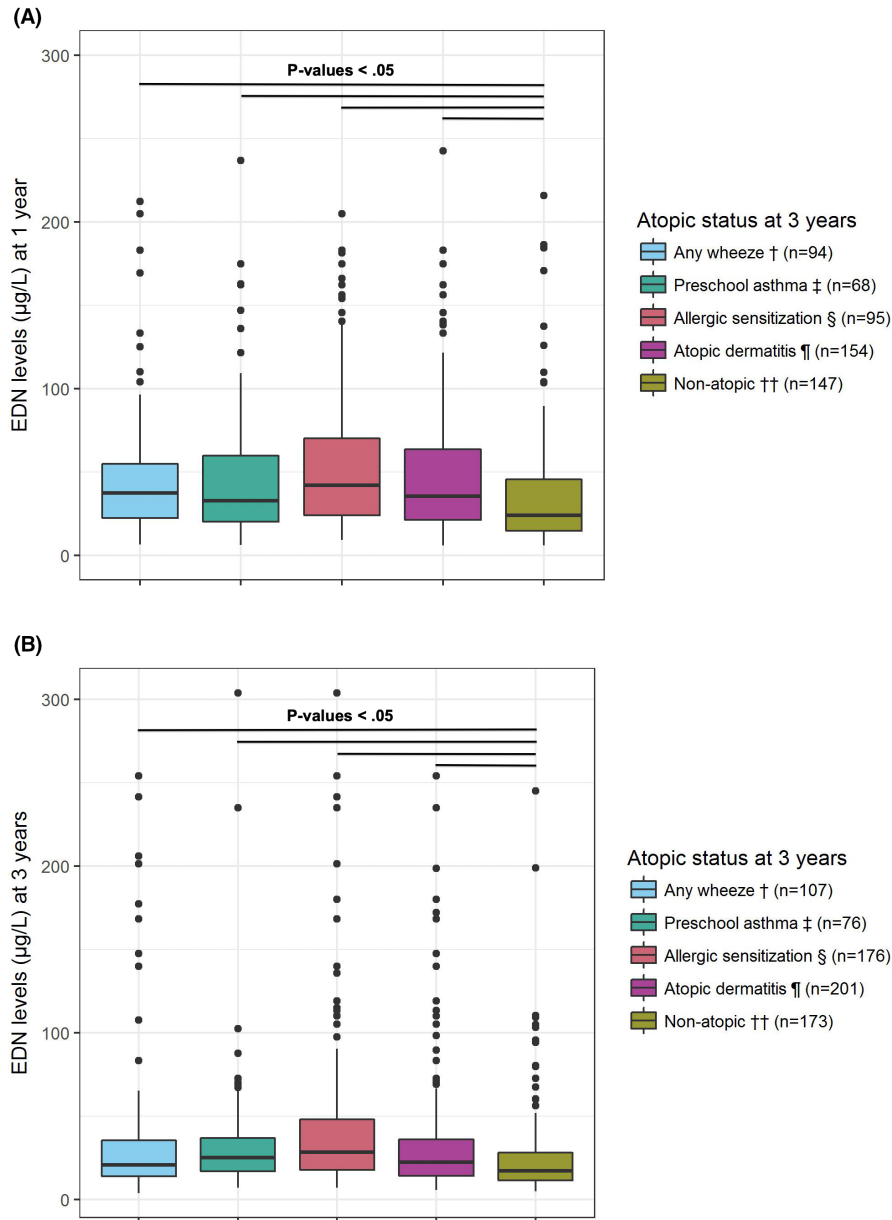 (A)
300
200
100
0
EDN levels (µg/L) at 1 year
P-values < .05
Atopic status at 3 years
Any wheeze † (n=94)
Preschool asthma ‡ (n=68)
Allergic sensitization § (n=95)
Atopic dermatitis ¶ (n=154)
Non-atopic †† (n=147)
(B)
300
200
100
0
EDN levels (µg/L) at 3 years
P-values < .05
Atopic status at 3 years
Any wheeze † (n=107)
Preschool asthma ‡ (n=76)
Allergic sensitization § (n=176)
Atopic dermatitis ¶ (n=201)
Non-atopic †† (n=173)